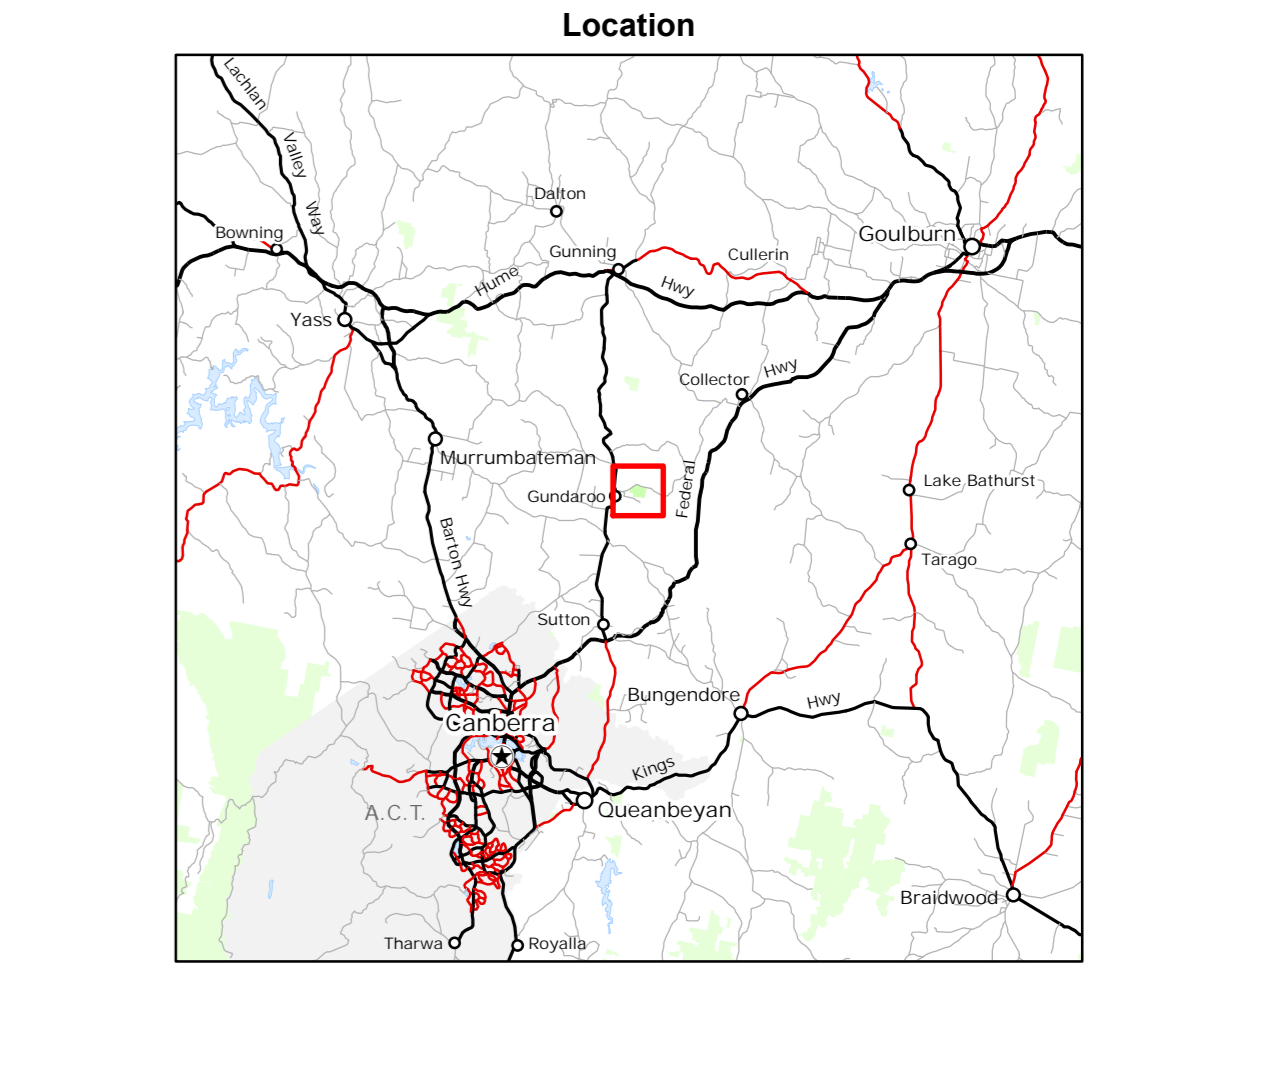 Location
Lachlan
Valley
Way
Dalton
Bowning
Goulburn
Gunning
Cullerin
Hume
Hwy
Yass
Hwy
Collector
Murrumbateman
Federal
Gundaroo
Lake Bathurst
Barton Hwy
Tarago
Sutton
Bungendore
Hwy
Canberra
Kings
A.C.T.
Queanbeyan
Braidwood
Tharwa
Royalla